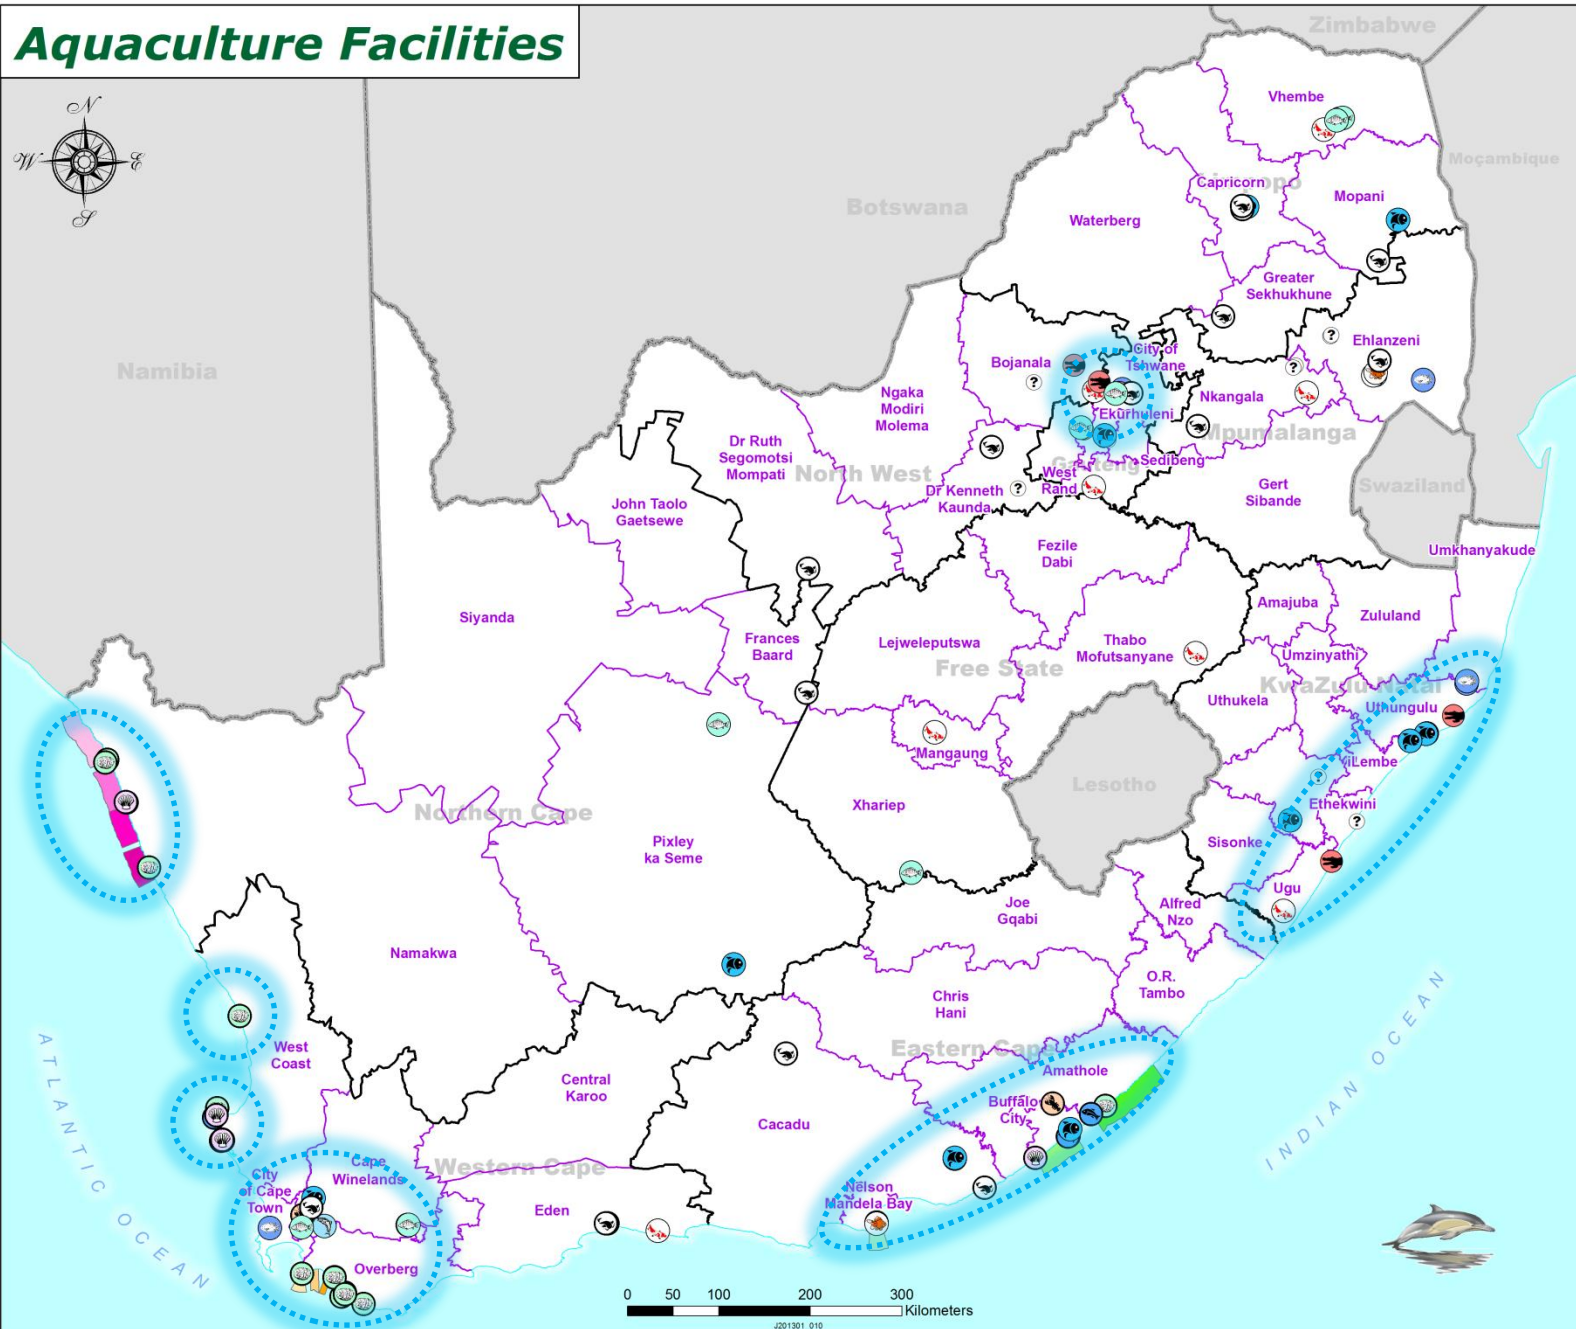 Aquaculture Facilities
Zimbabwe
N
W
E
S
Vhembe
Moçambique
Capricorn
Mopani
Botswana
Waterberg
Greater
Sekhukhune
?
Ehlanzeni
City of
Tshwane
Bojanala
?
?
Namibia
Ngaka
Modiri
Molema
Nkangala
Ekurhuleni
Mpumalanga
Dr Ruth
Segomotsi
Mompati
North West
Sedibeng
West
Rand
Gauteng
?
Dr Kenneth
Kaunda
Gert
Sibande
Swaziland
John Taolo
Gaetsewe
Fezile
Dabi
Umkhanyakude
Siyanda
Amajuba
Zululand
Frances
Baard
Lejweleputswa
Thabo
Mofutsanyane
Free State
Umzinyathi
KwaZulu Natal
Uthukela
Uthungulu
Mangaung
iLembe
Lesotho
Xhariep
Ethekwini
?
Northern Cape
Pixley
ka Seme
Sisonke
Ugu
Joe
Gqabi
Alfred
Nzo
Namakwa
O.R.
Tambo
Chris
Hani
West
Coast
Eastern Cape
Amathole
Central
Karoo
Buffalo
City
Cacadu
Western Cape
Cape
Winelands
City
of Cape
Town
Nelson
Mandela Bay
Eden
Overberg
ATLANTIC OCEAN
INDIAN OCEAN
0 50 100 200 300
Kilometers
J201301_010